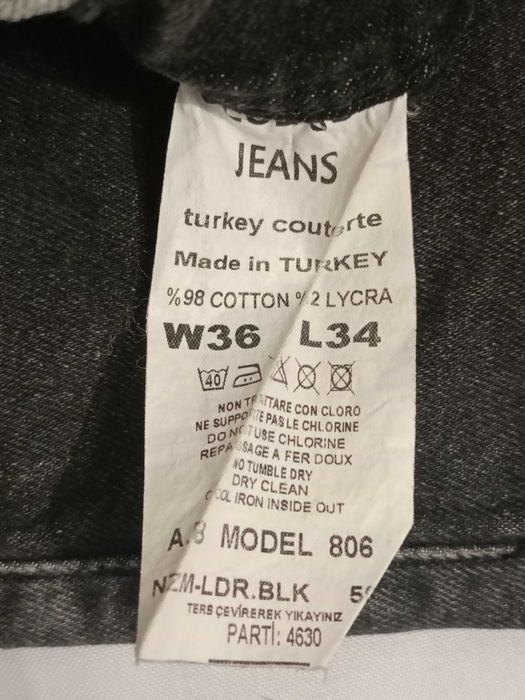 JEANS
turkey couterte
Made in TURKEY
%98 COTTON %2 LYCRA
W36 L34
40
NON TRATTARE CON CLORO
NE SUPPORTE PAS LE CHLORINE
DO NOT USE CHLORINE
REPASSAGE A FER DOUX
NO TUMBLE DRY
DRY CLEAN
COOL IRON INSIDE OUT
MODEL 806
NZM-LDR.BLK
TERS ÇEVİREREK YIKAYINIZ
PARTİ: 4630